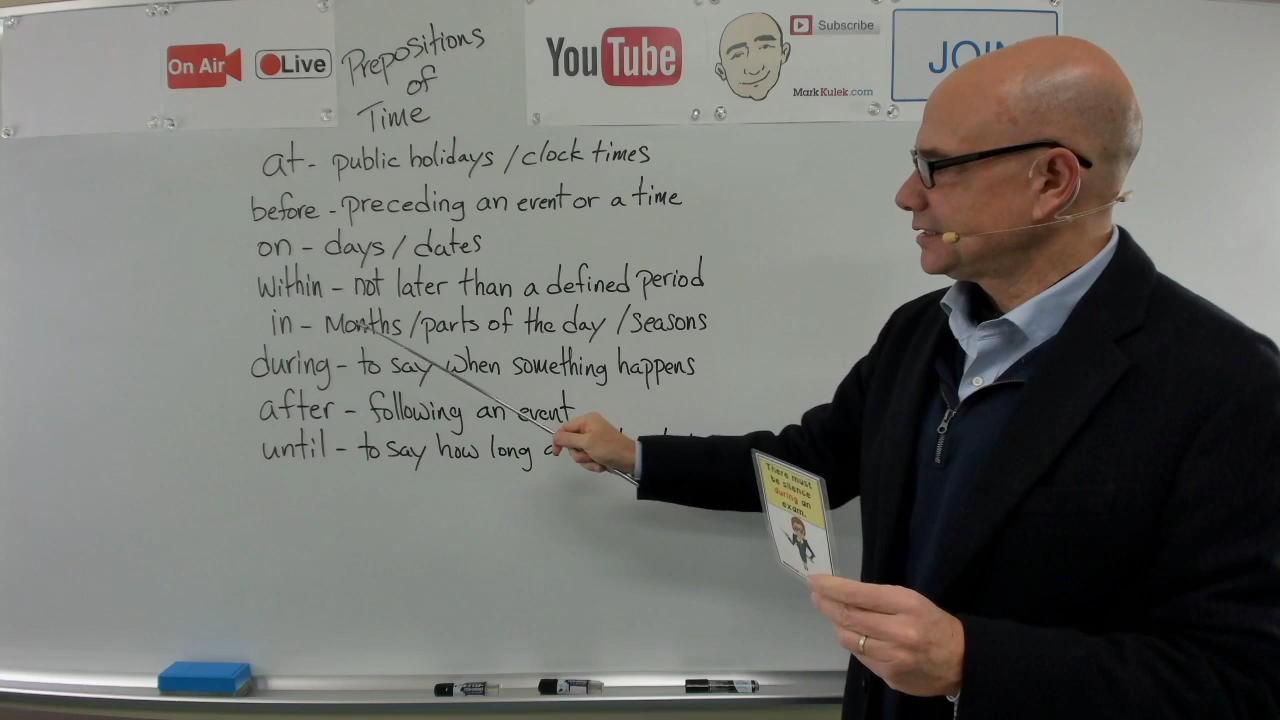 On Air
Live
Prepositions
of
Time
YouTube
Subscribe
MarkKulek.com
at - public holidays / clock times
before - preceding an event or a time
on - days / dates
within - not later than a defined period
in - Months / parts of the day / seasons
during - to say when something happens
after - following an event
until - to say how long
There must
be silence
during an
exam.